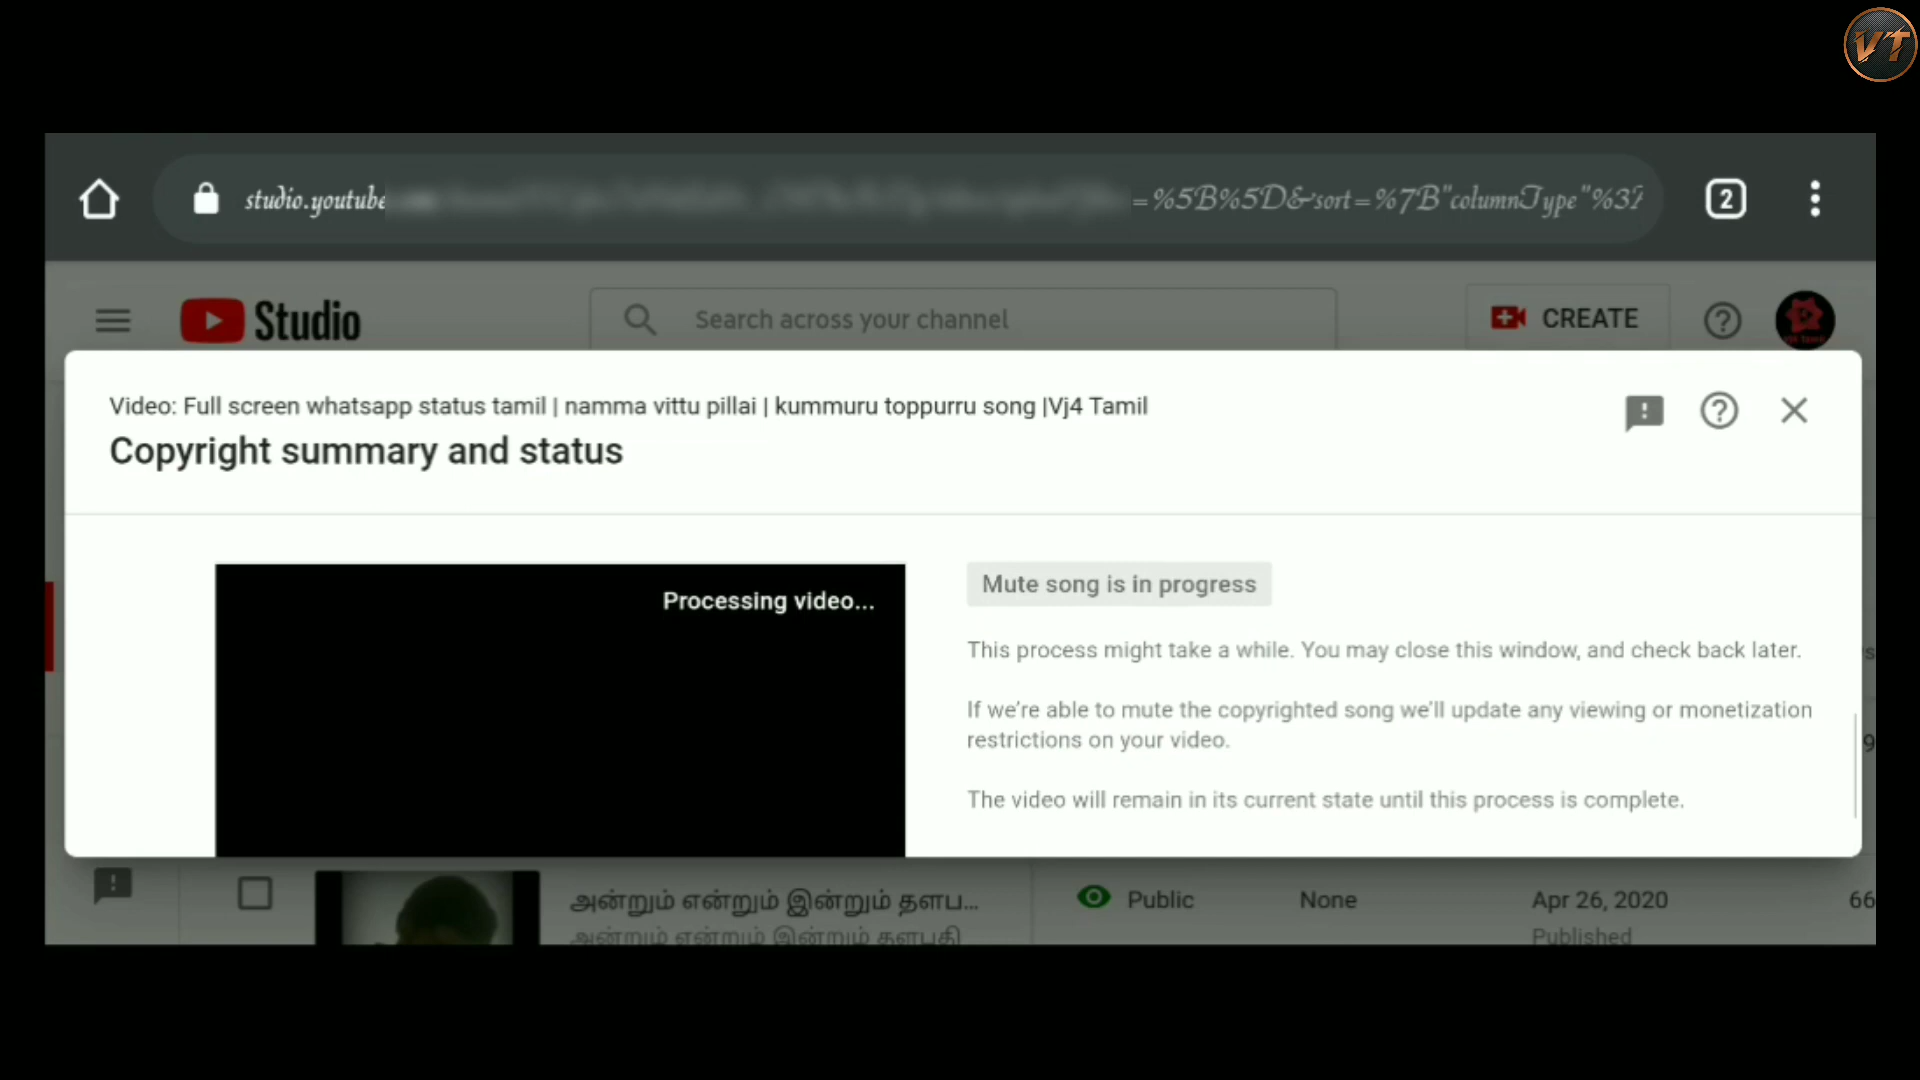 VT
studio.youtube =%5B%5D&sort=%7B"columnType"%3A
2
Studio
Search across your channel
CREATE
Video: Full screen whatsapp status tamil | namma vittu pillai | kummuru toppurru song |Vj4 Tamil
Copyright summary and status
Processing video...
Mute song is in progress
This process might take a while. You may close this window, and check back later.
If we're able to mute the copyrighted song we'll update any viewing or monetization
restrictions on your video.
The video will remain in its current state until this process is complete.
அன்றும் என்றும் இன்றும் தளப...
Public
None
Apr 26, 2020
66
அன்றும் என்றும் இன்றும் தளபதி
Published